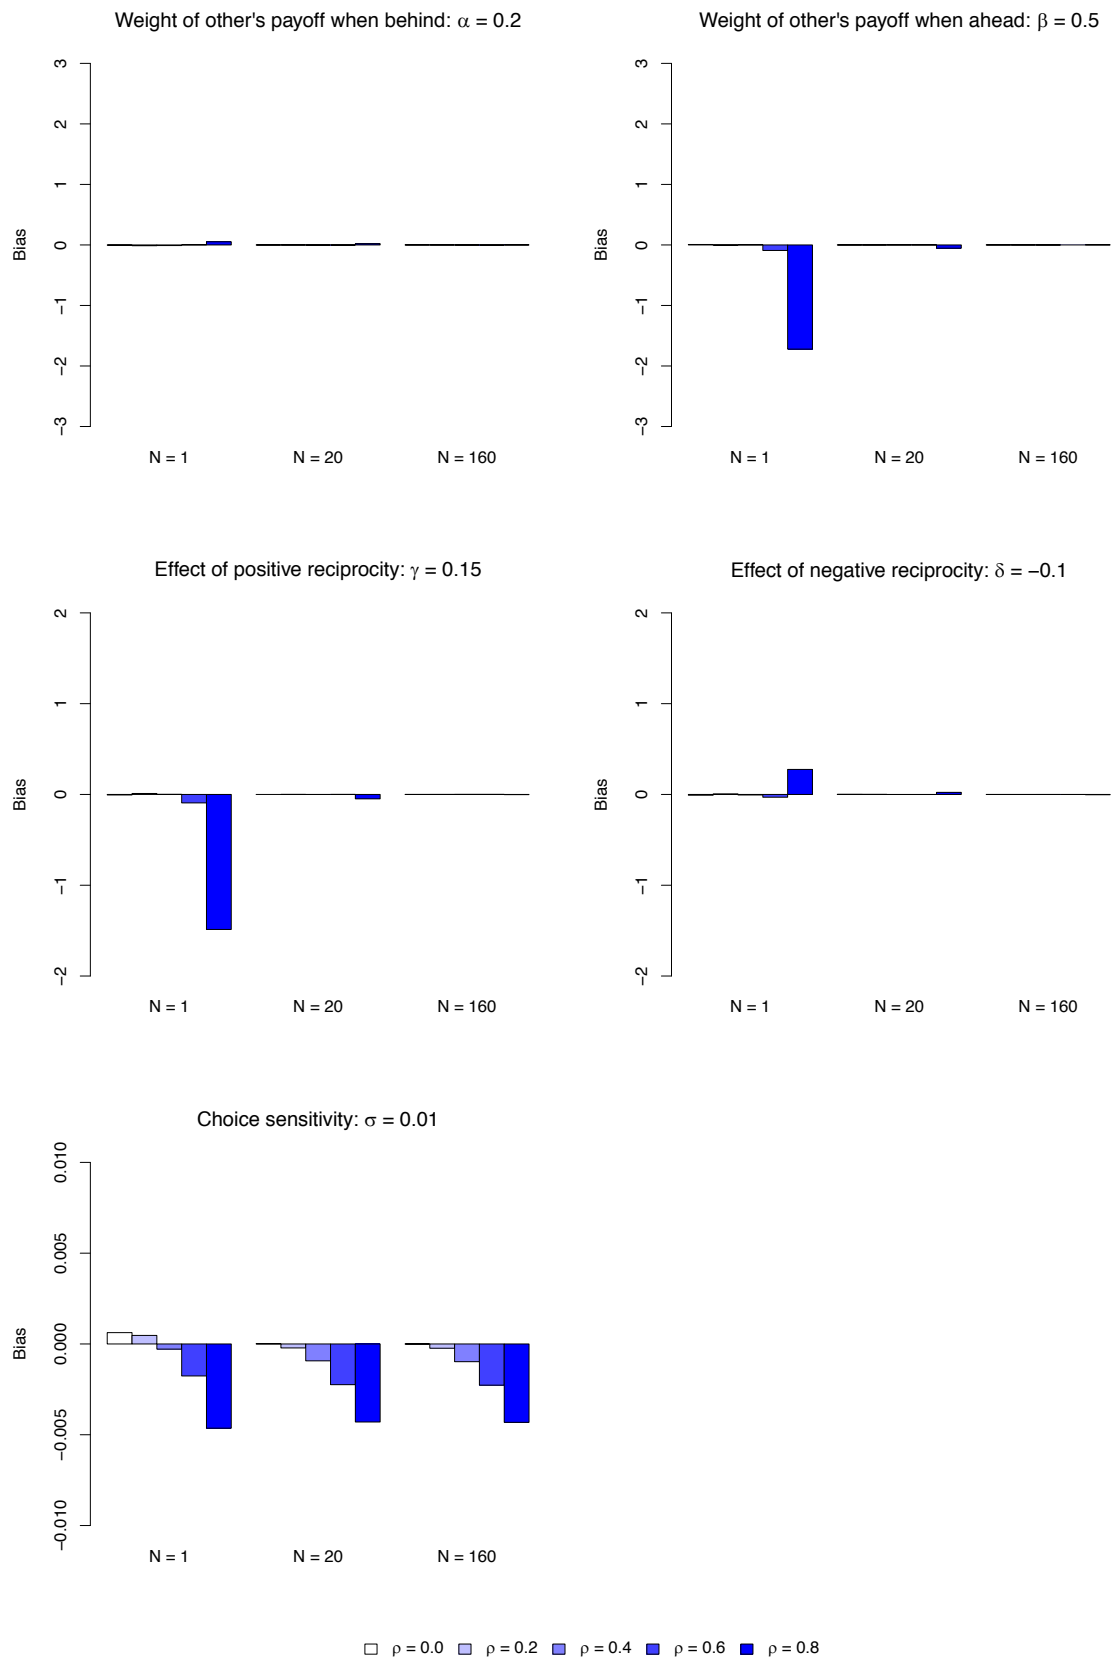 Weight of other's payoff when behind: α = 0.2
3
2
1
0
−1
−2
−3
Bias
N = 1 N = 20 N = 160
Weight of other's payoff when ahead: β = 0.5
3
2
1
0
−1
−2
−3
Bias
N = 1 N = 20 N = 160
Effect of positive reciprocity: γ = 0.15
2
1
0
−1
−2
Bias
N = 1 N = 20 N = 160
Effect of negative reciprocity: δ = −0.1
2
1
0
−1
−2
Bias
N = 1 N = 20 N = 160
Choice sensitivity: σ = 0.01
0.010
0.005
0.000
−0.005
−0.010
Bias
N = 1 N = 20 N = 160
ρ = 0.0 ρ = 0.2 ρ = 0.4 ρ = 0.6 ρ = 0.8